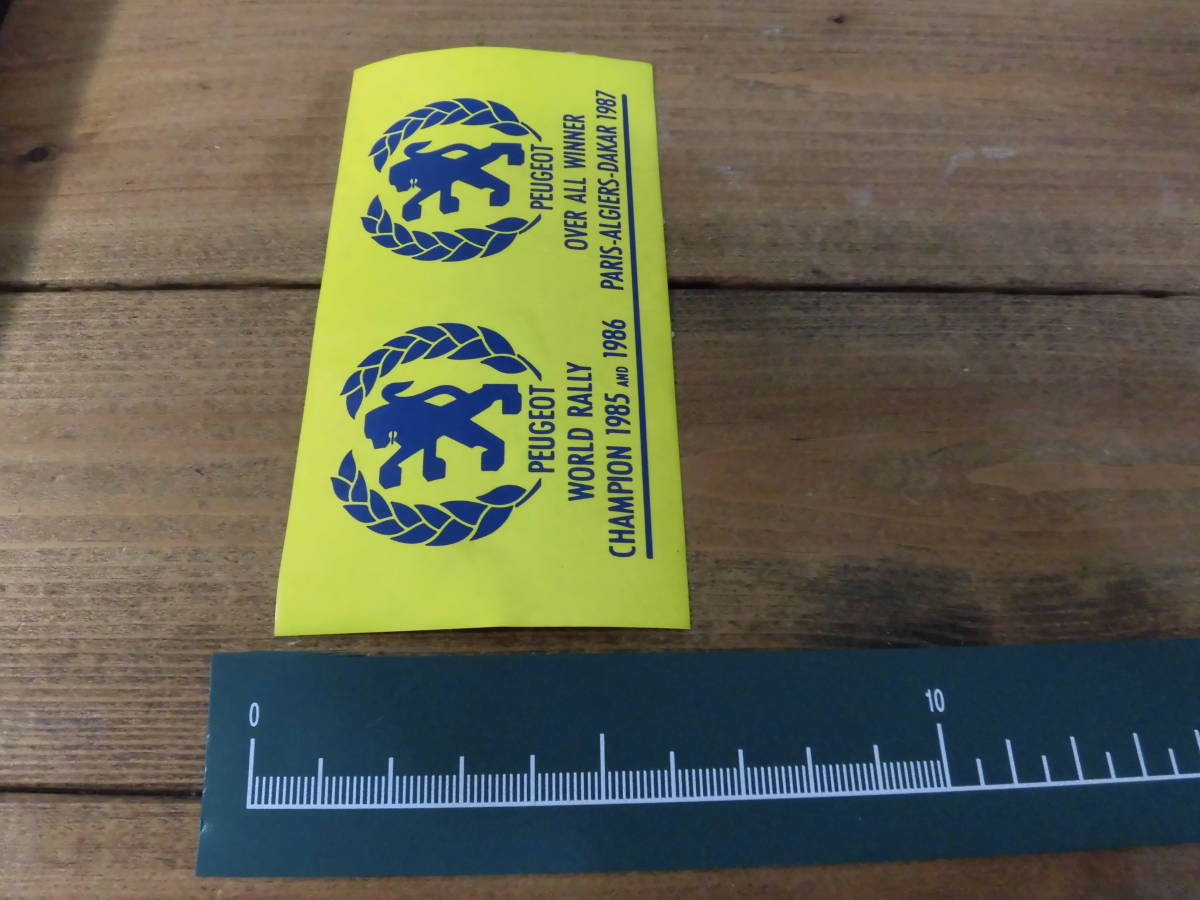 PEUGEOT
WORLD RALLY
CHAMPION 1985 AND 1986
PEUGEOT
OVER ALL WINNER
PARIS-ALGIERS-DAKAR 1987
0
10